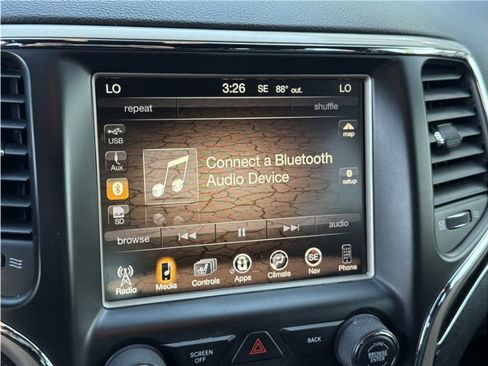 LO 3:26 SE 88° out. LO
repeat shuffle
USB map
Connect a Bluetooth
Aux
Audio Device
setup
SD
browse audio
Radio Media Controls Apps Climate SE Nav Phone
SCREEN OFF BACK
BROWSE